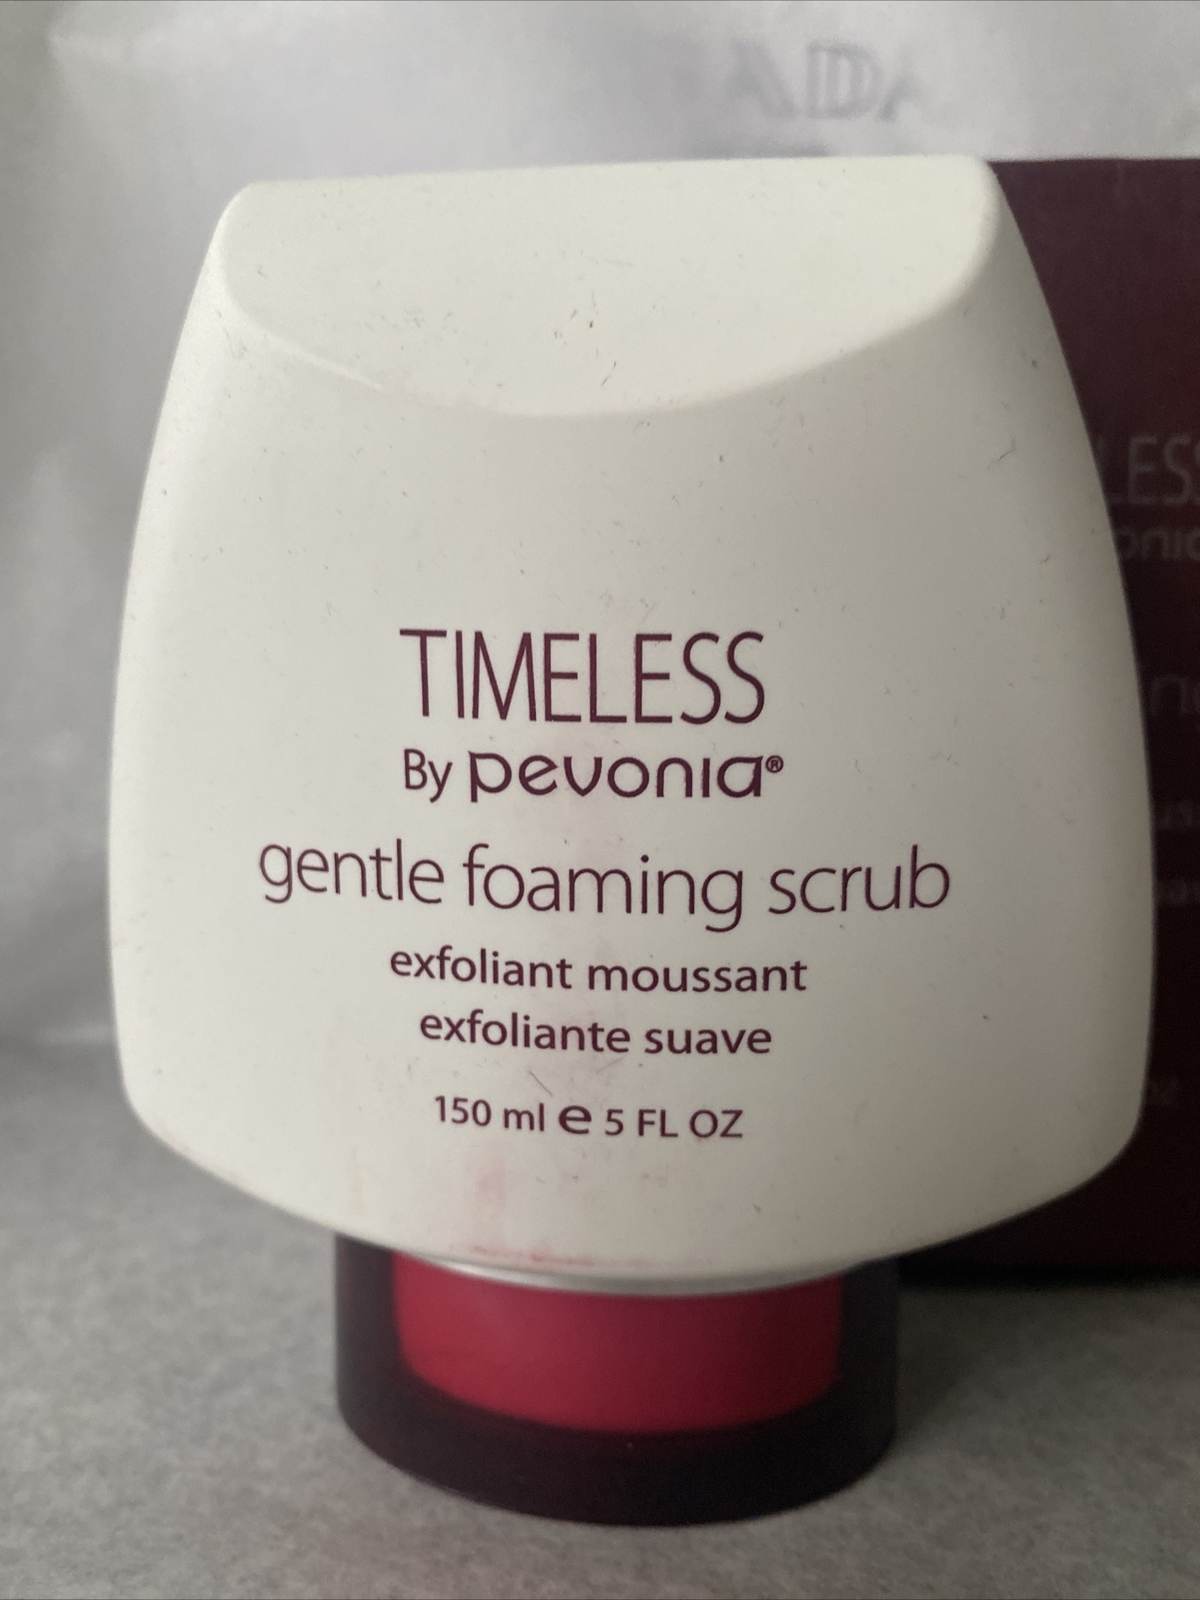 TIMELESS
By pevonia®
gentle foaming scrub
exfoliant moussant
exfoliante suave
150 ml e 5 FL OZ